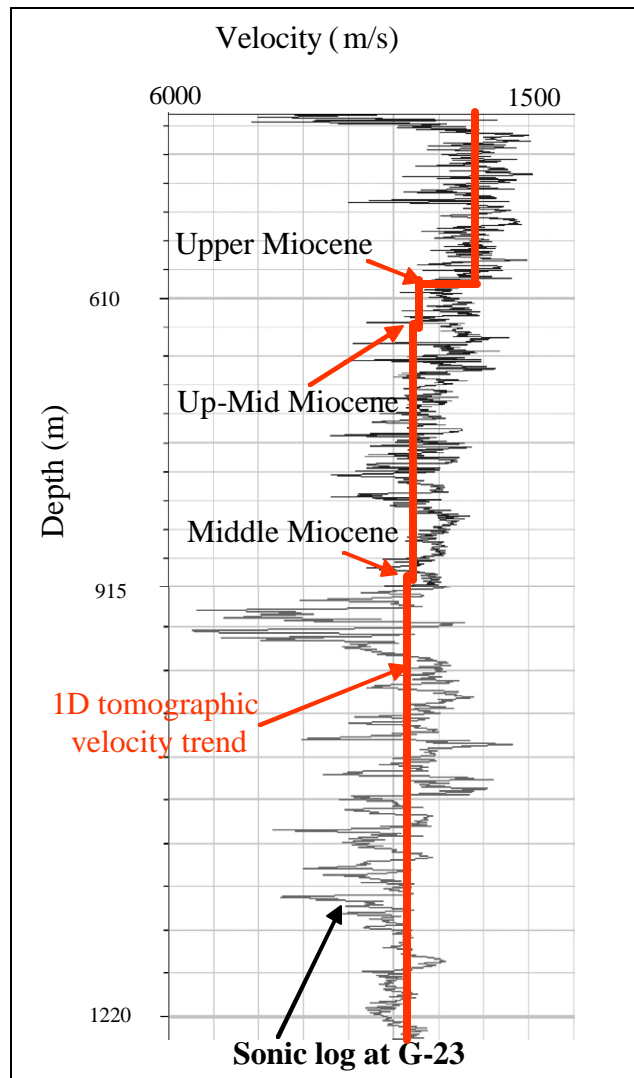 Velocity (m/s)
6000
1500
Upper Miocene
610
Up-Mid Miocene
Depth (m)
Middle Miocene
915
1D tomographic
velocity trend
1220
Sonic log at G-23